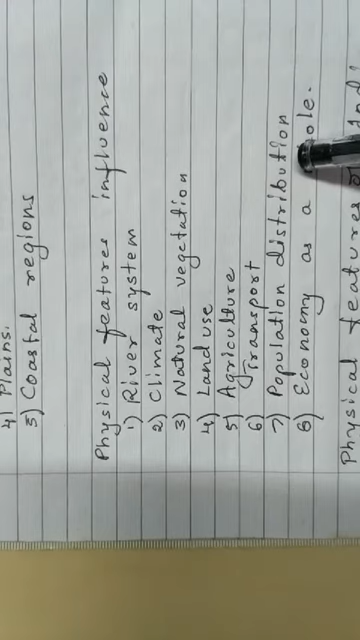 4) Plains.
5) Coastal regions
Physical features influence
1) River system
2) Climate
3) Natural vegetation
4) Land use
5) Agriculture
6) Transport
7) Population distribution
8) Economy as a ole.
Physical features